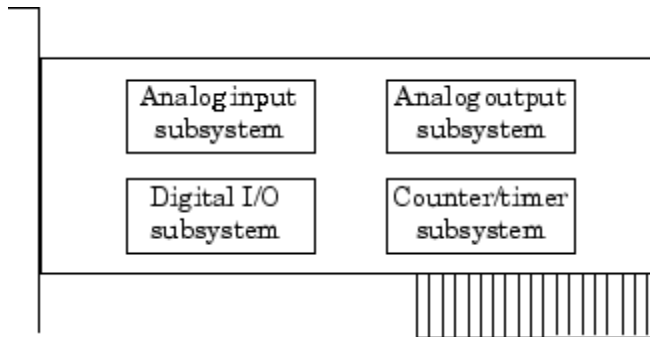 Analog input
subsystem
Analog output
subsystem
Digital I/O
subsystem
Counter/timer
subsystem